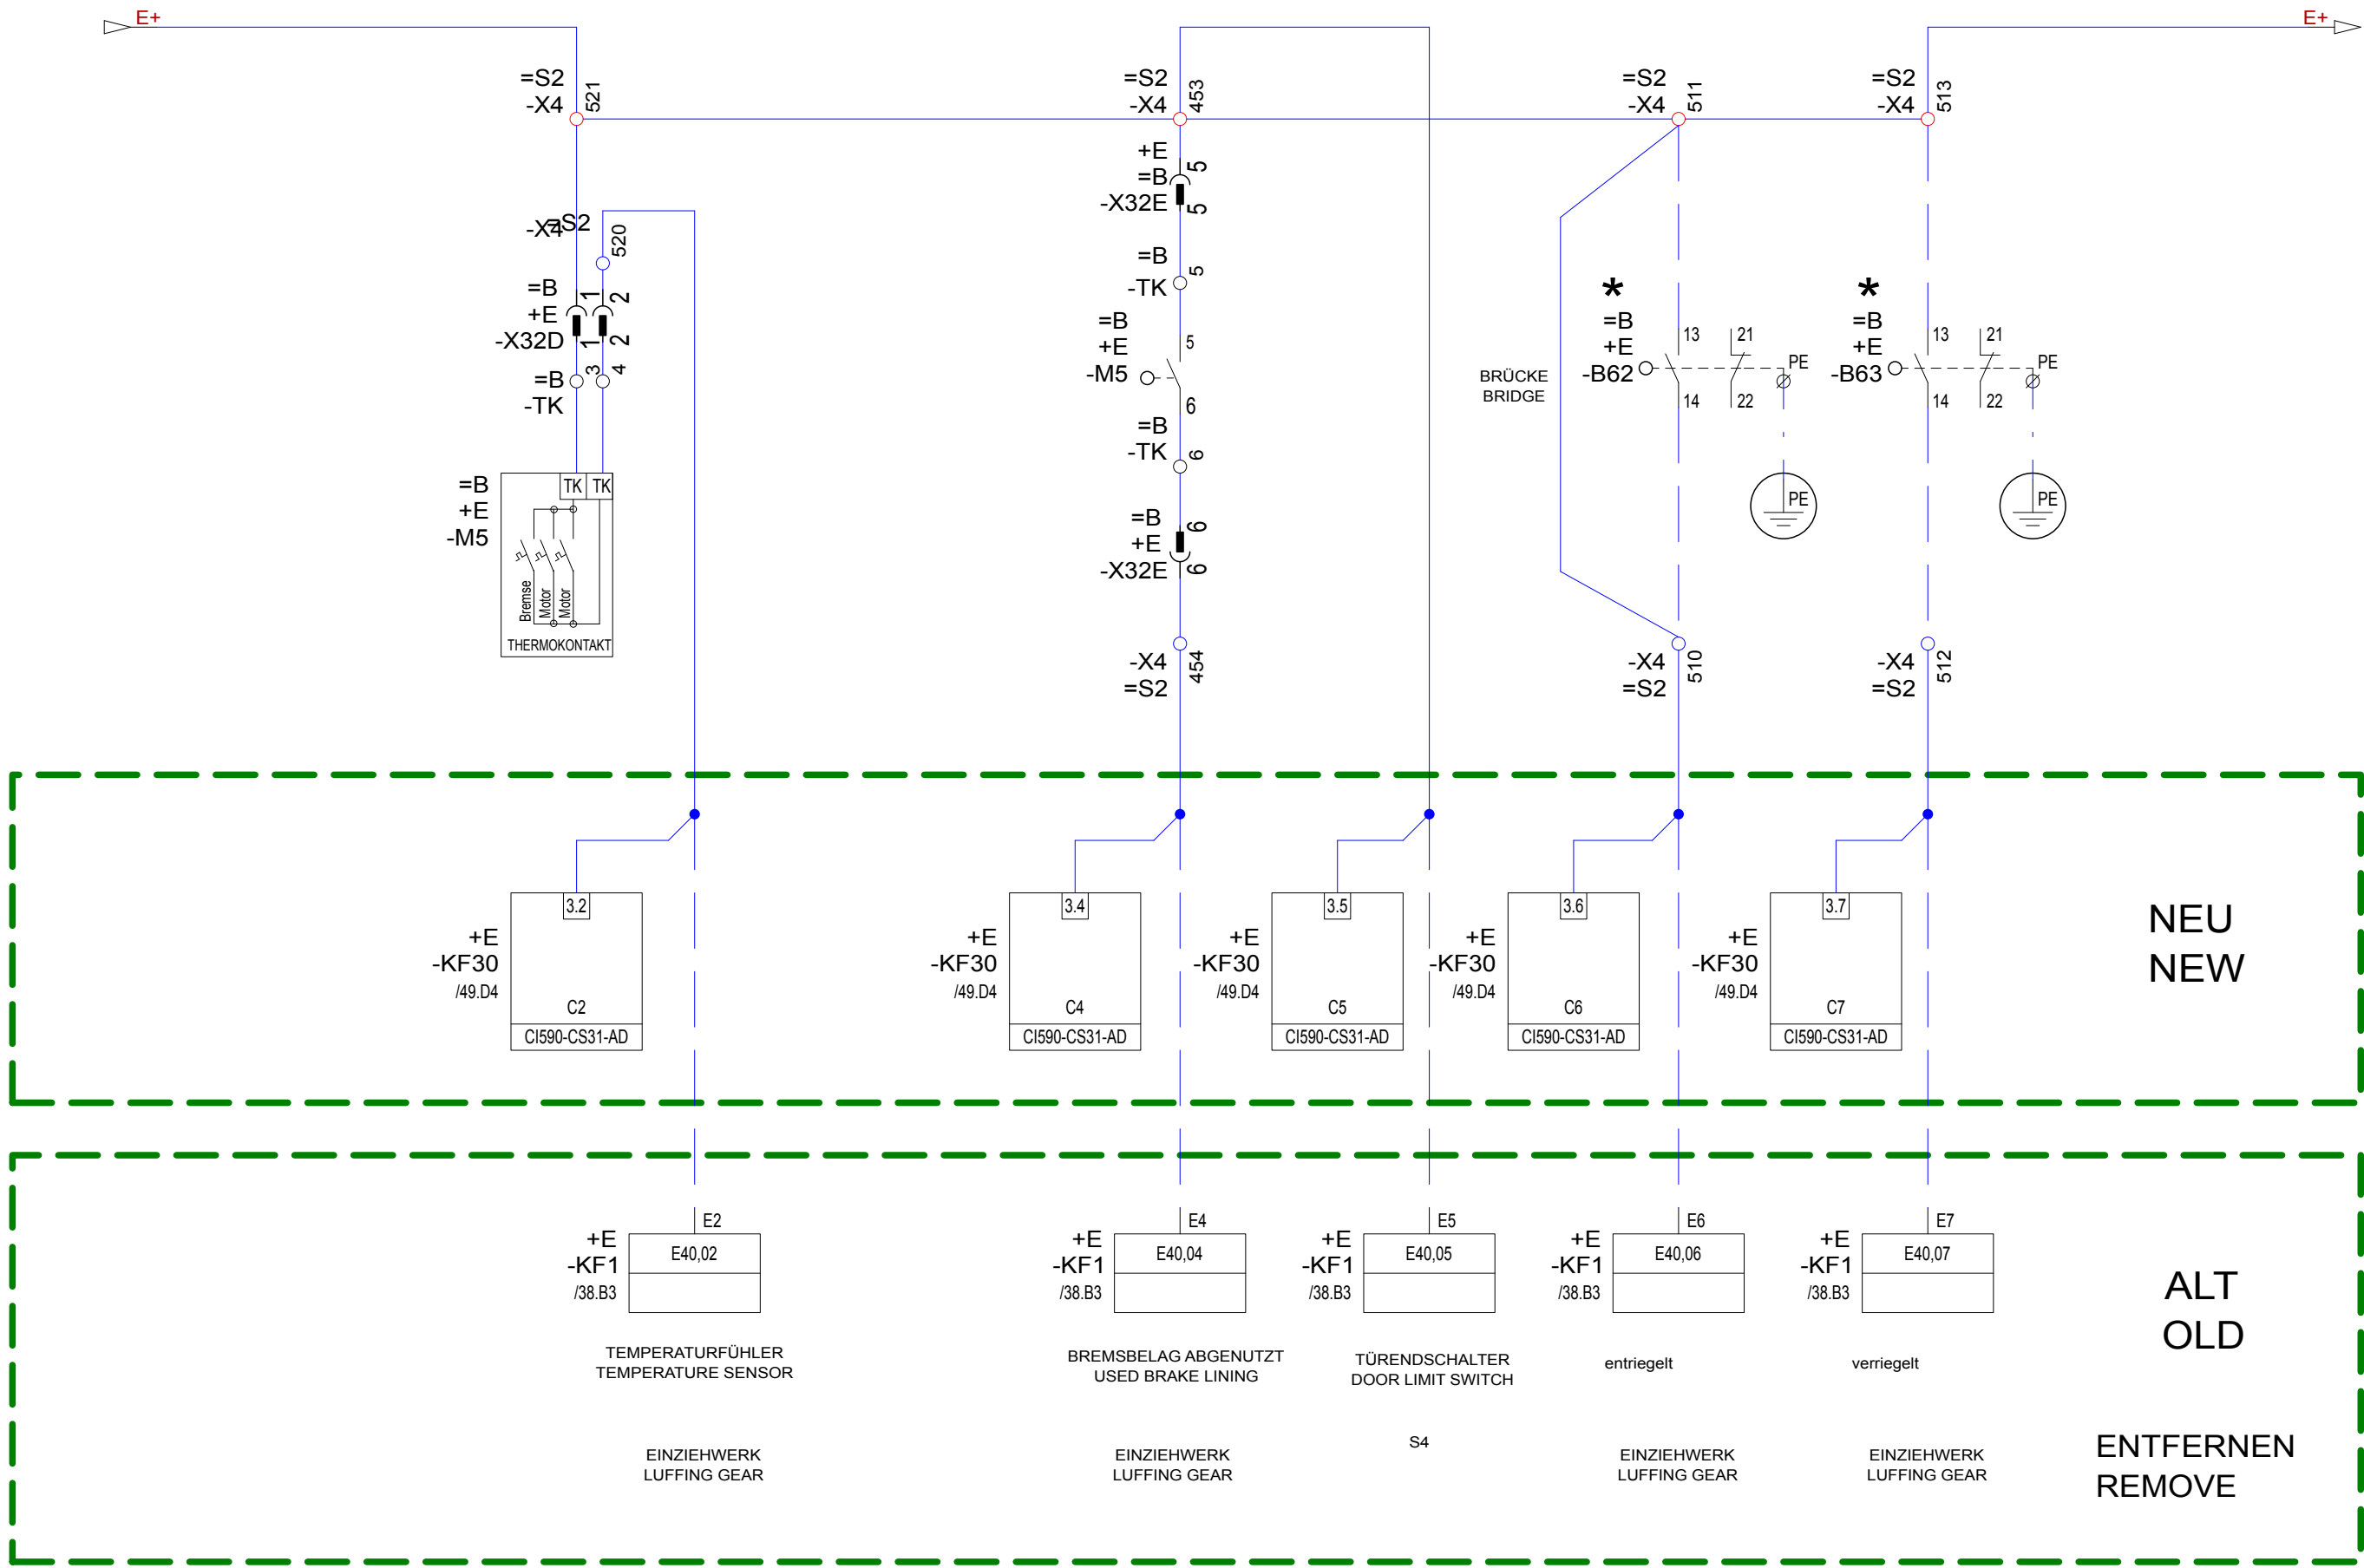 E+
E+
=S2
-X4
521
=S2
-X4
453
=S2
-X4
511
=S2
-X4
513
+E
=B
-X32E
5
5
=S2
-X4
520
=B
-TK
5
=B
+E
-X32D
1
2
1
2
=B
-TK
3
4
=B
+E
-M5
5
6
BRÜCKE
BRIDGE
*
=B
+E
-B62
13
14
21
22
PE
PE
*
=B
+E
-B63
13
14
21
22
PE
PE
=B
-TK
6
=B
+E
-M5
TK
TK
Bremse
Motor
Motor
THERMOKONTAKT
=B
+E
-X32E
6
6
-X4
=S2
454
-X4
=S2
510
-X4
=S2
512
3.2
+E
-KF30
/49.D4
C2
CI590-CS31-AD
3.4
+E
-KF30
/49.D4
C4
CI590-CS31-AD
3.5
+E
-KF30
/49.D4
C5
CI590-CS31-AD
3.6
+E
-KF30
/49.D4
C6
CI590-CS31-AD
3.7
+E
-KF30
/49.D4
C7
CI590-CS31-AD
NEU
NEW
E2
+E
-KF1
/38.B3
E40,02
E4
+E
-KF1
/38.B3
E40,04
E5
+E
-KF1
/38.B3
E40,05
E6
+E
-KF1
/38.B3
E40,06
E7
+E
-KF1
/38.B3
E40,07
ALT
OLD
TEMPERATURFÜHLER
TEMPERATURE SENSOR
BREMSBELAG ABGENUTZT
USED BRAKE LINING
TÜRENDSCHALTER
DOOR LIMIT SWITCH
entriegelt
verriegelt
EINZIEHWERK
LUFFING GEAR
EINZIEHWERK
LUFFING GEAR
S4
EINZIEHWERK
LUFFING GEAR
EINZIEHWERK
LUFFING GEAR
ENTFERNEN
REMOVE